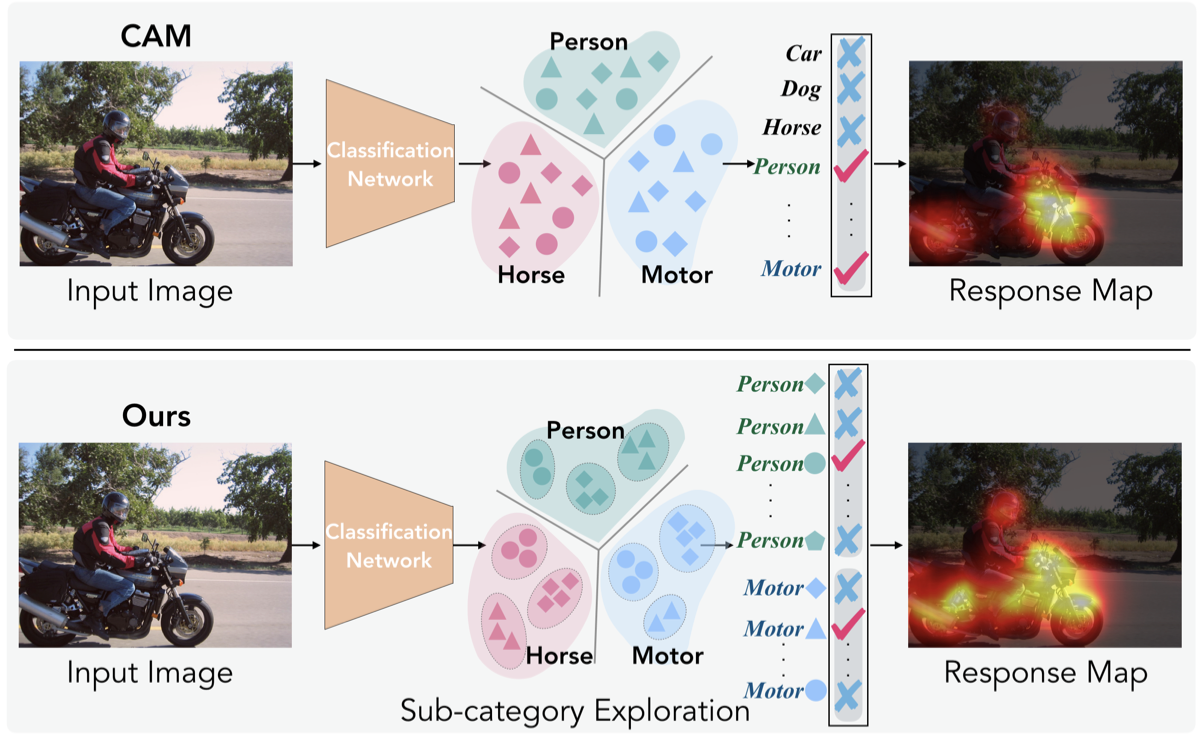 CAM
Input Image
Classification
Network
Person
Horse
Motor
Car
Dog
Horse
Person
Motor
Response Map
Ours
Input Image
Classification
Network
Person
Horse
Motor
Sub-category Exploration
Person
Person
Person
Person
Motor
Motor
Motor
Response Map